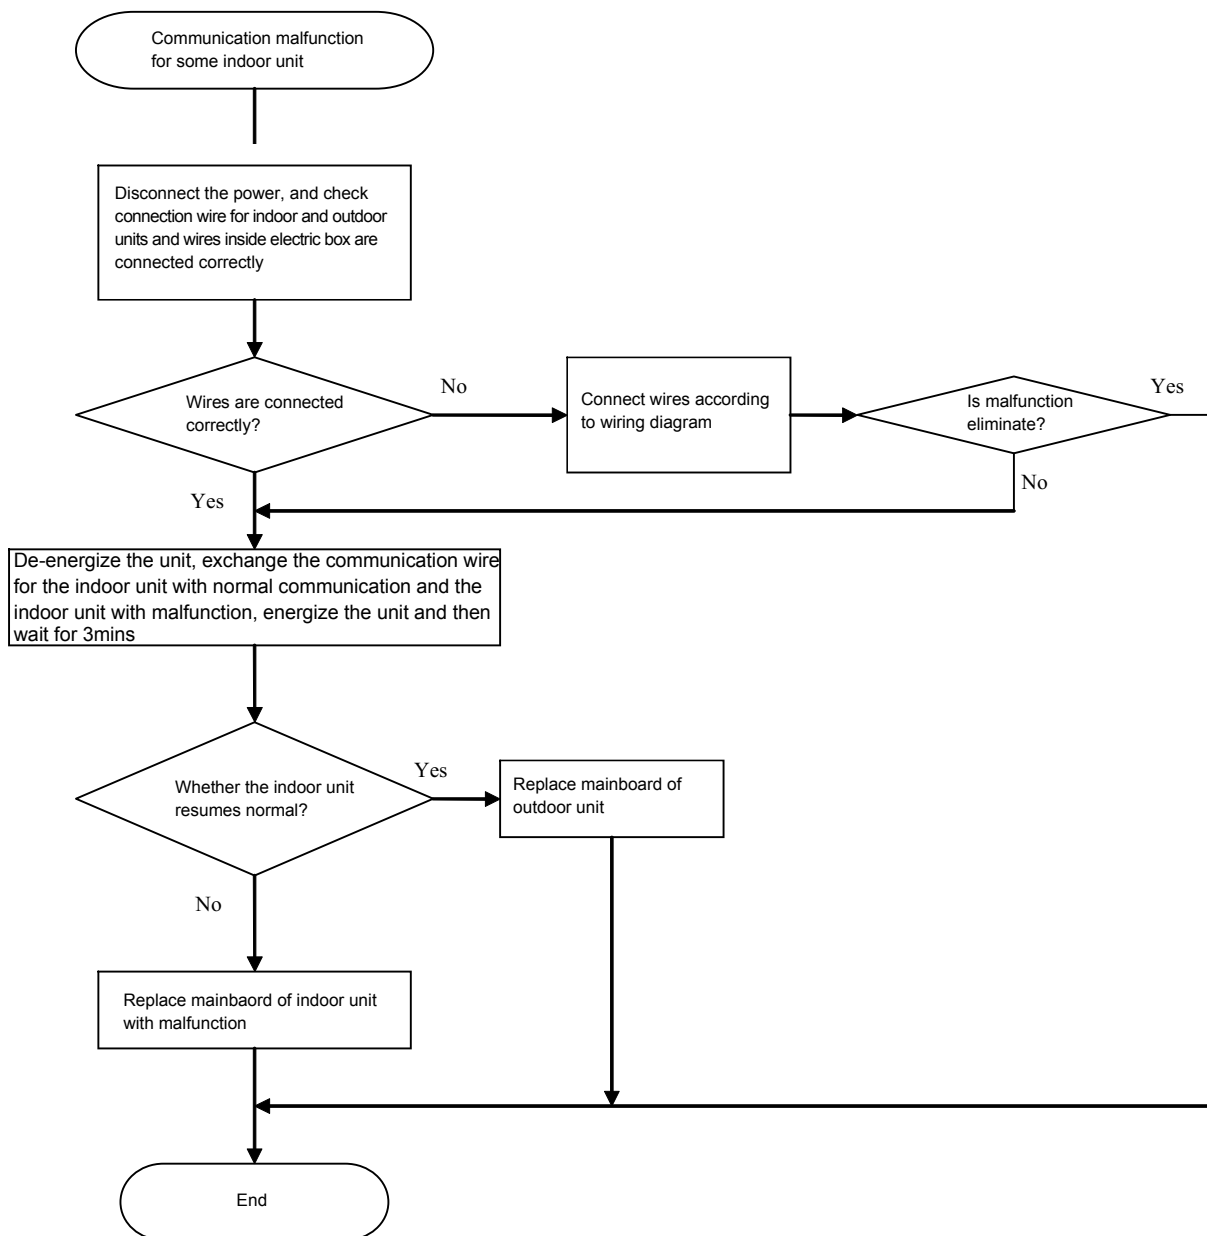 Communication malfunction
for some indoor unit
Disconnect the power, and check
connection wire for indoor and outdoor
units and wires inside electric box are
connected correctly
Wires are connected
correctly?
No
Connect wires according
to wiring diagram
Is malfunction
eliminate?
Yes
No
Yes
De-energize the unit, exchange the communication wire
for the indoor unit with normal communication and the
indoor unit with malfunction, energize the unit and then
wait for 3mins
Whether the indoor unit
resumes normal?
Yes
Replace mainboard of
outdoor unit
No
Replace mainbaord of indoor unit
with malfunction
End